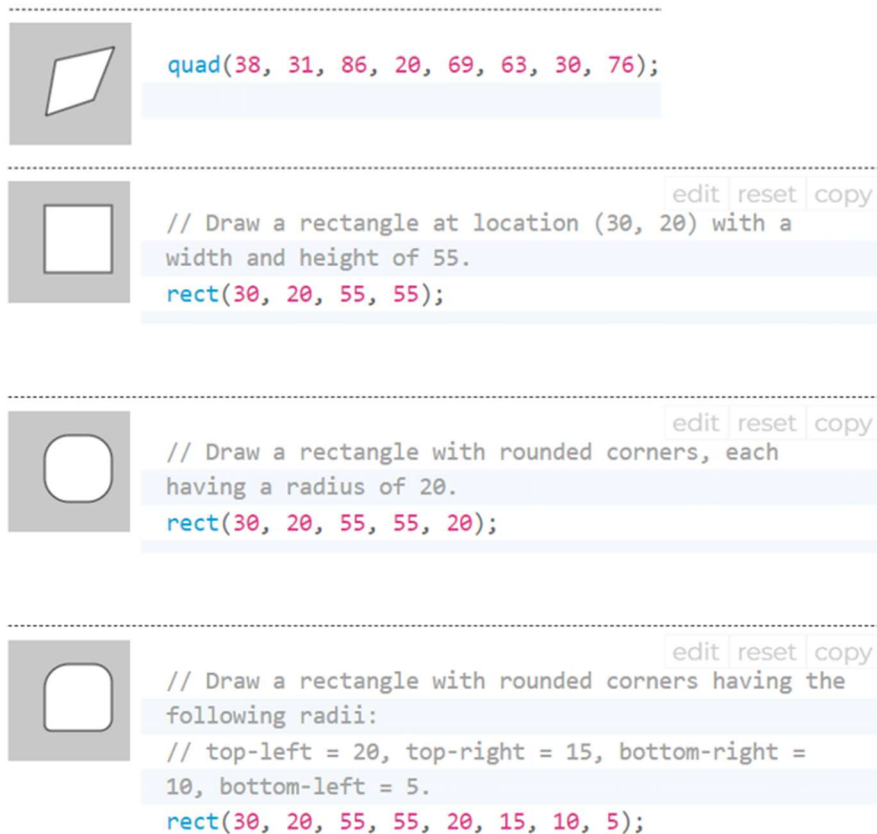 quad(38, 31, 86, 20, 69, 63, 30, 76);
edit reset copy
// Draw a rectangle at location (30, 20) with a
width and height of 55.
rect(30, 20, 55, 55);
edit reset copy
// Draw a rectangle with rounded corners, each
having a radius of 20.
rect(30, 20, 55, 55, 20);
edit reset copy
// Draw a rectangle with rounded corners having the
following radii:
// top-left = 20, top-right = 15, bottom-right =
10, bottom-left = 5.
rect(30, 20, 55, 55, 20, 15, 10, 5);